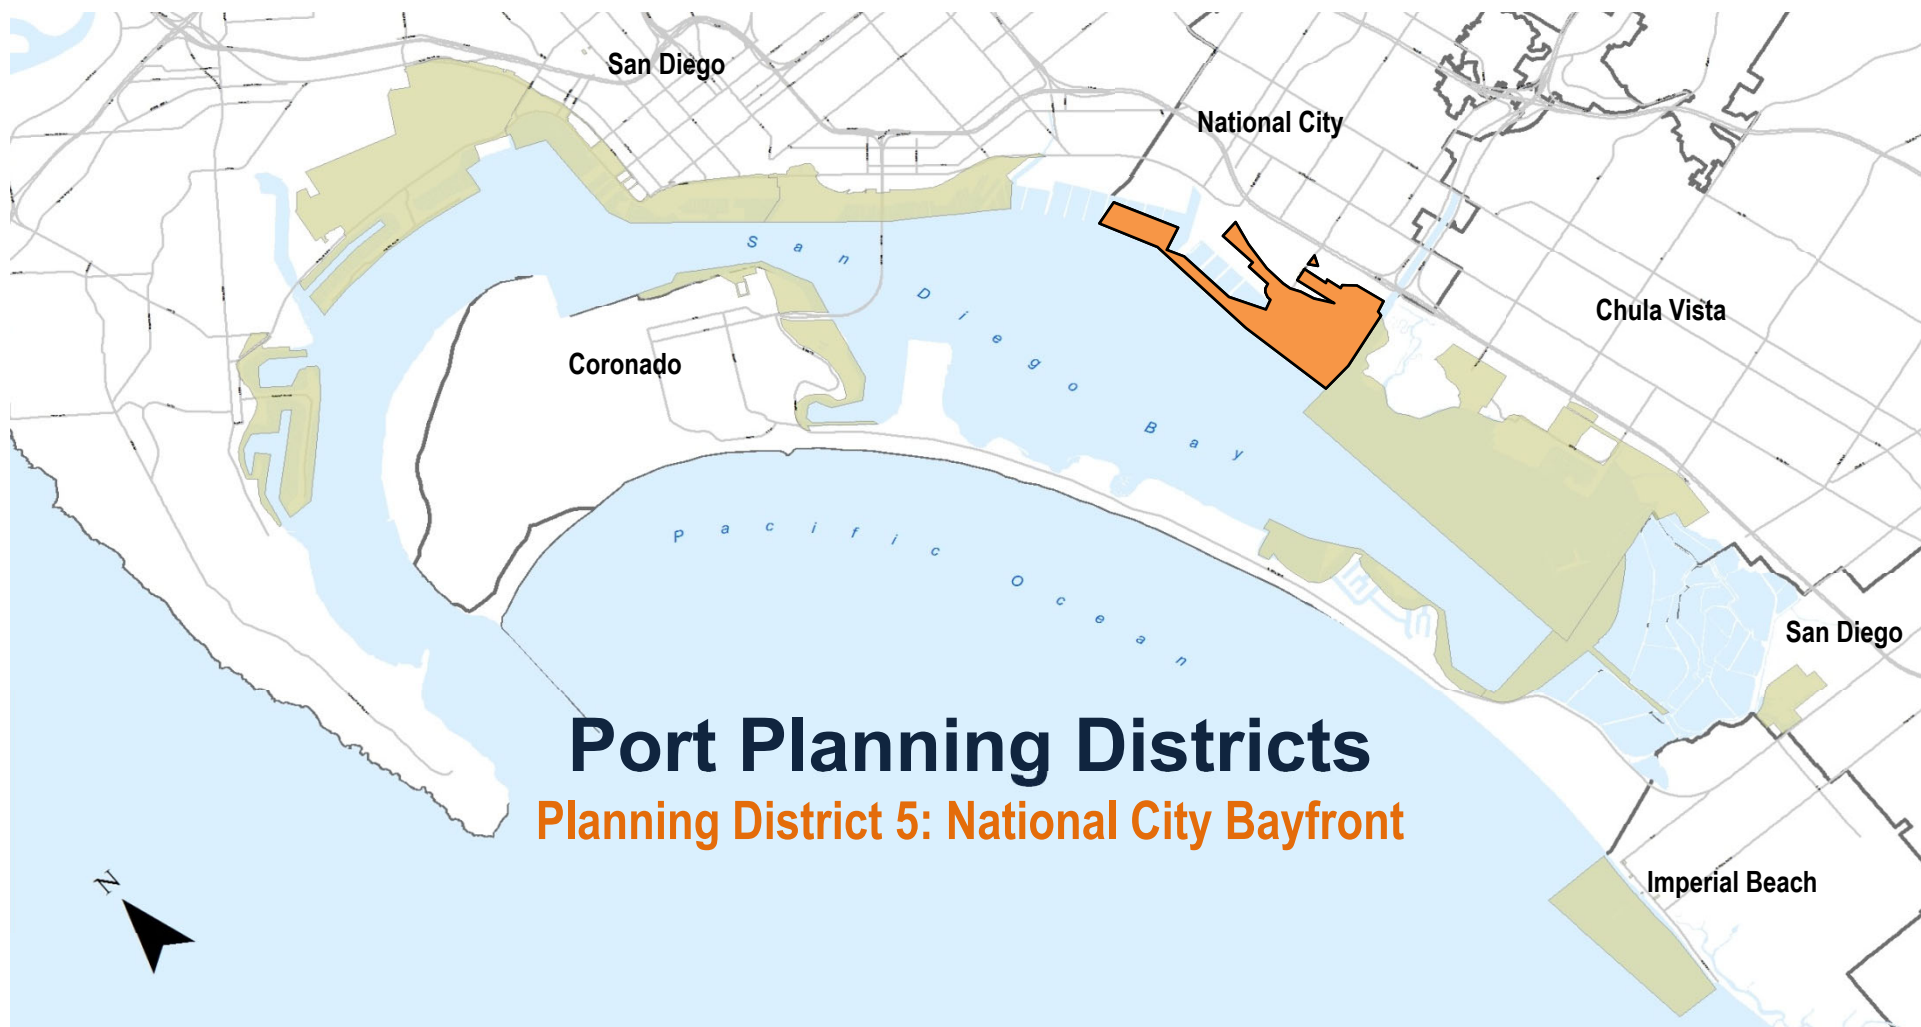 San Diego
National City
San Diego Bay
Chula Vista
Coronado
Pacific Ocean
San Diego
Port Planning Districts
Planning District 5: National City Bayfront
N
Imperial Beach